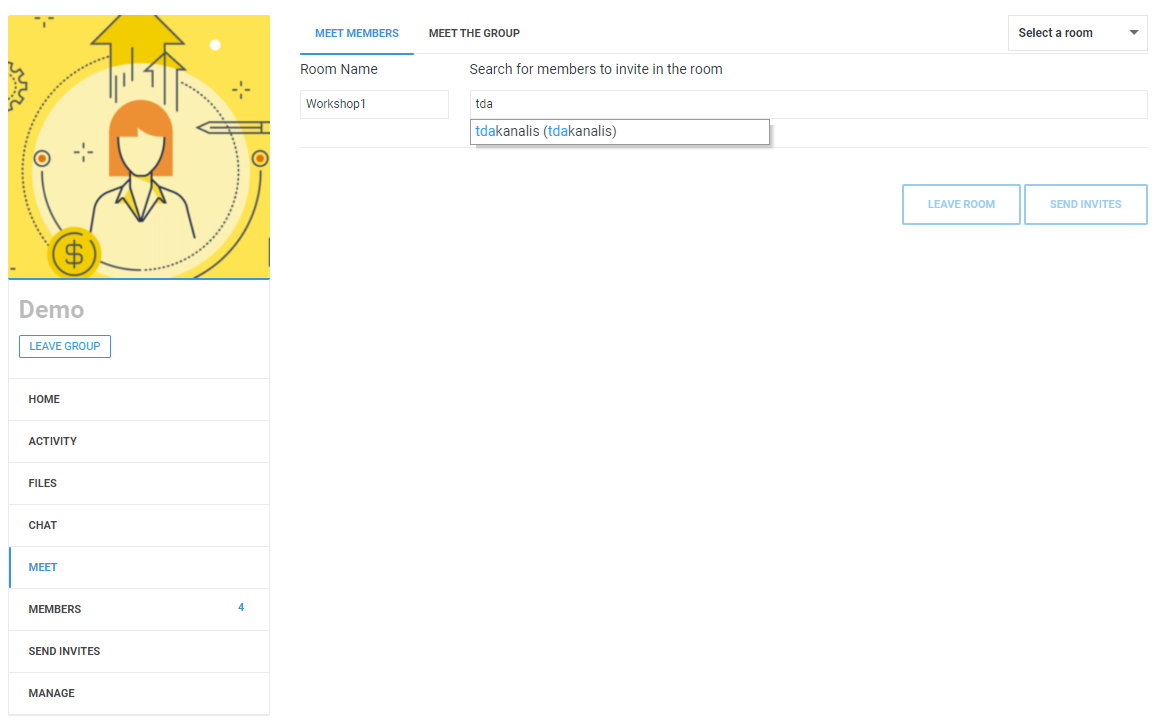 MEET MEMBERS
MEET THE GROUP
Select a room
Room Name
Search for members to invite in the room
Workshop1
tda
tdakanalis (tdakanalis)
LEAVE ROOM
SEND INVITES
$
Demo
LEAVE GROUP
HOME
ACTIVITY
FILES
CHAT
MEET
MEMBERS 4
SEND INVITES
MANAGE